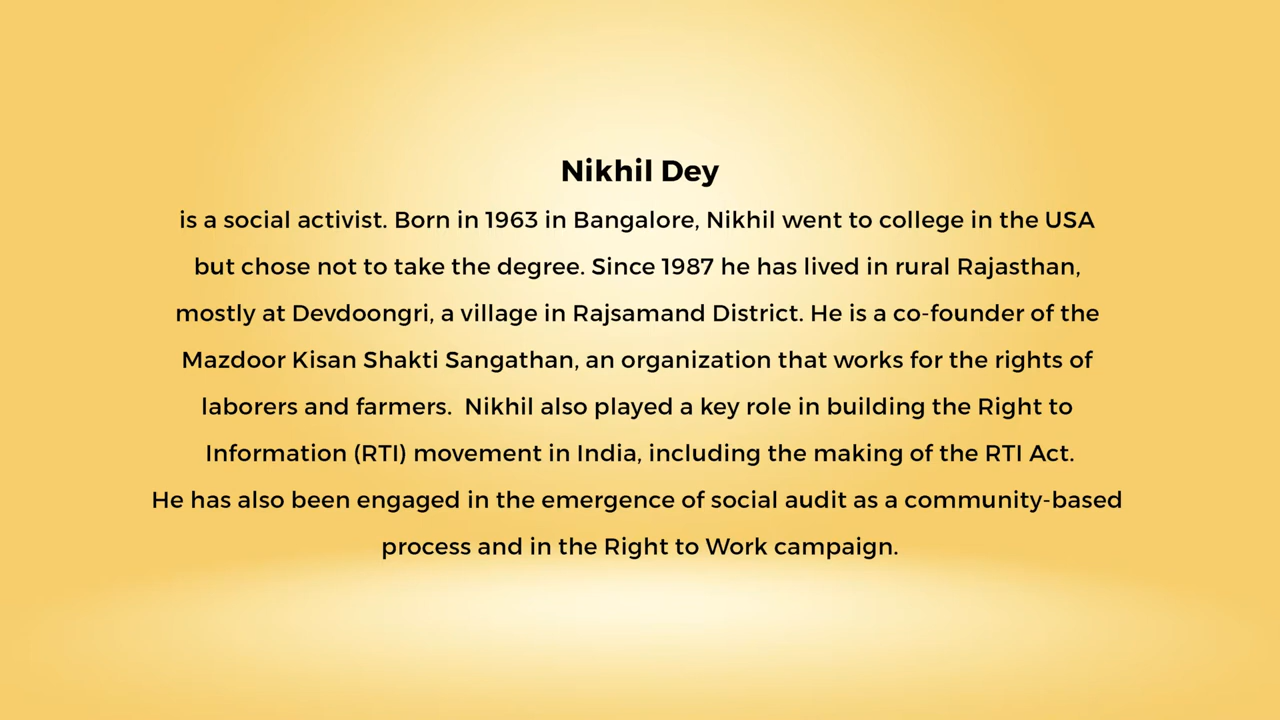 Nikhil Dey
is a social activist. Born in 1963 in Bangalore, Nikhil went to college in the USA
but chose not to take the degree. Since 1987 he has lived in rural Rajasthan,
mostly at Devdoongri, a village in Rajsamand District. He is a co-founder of the
Mazdoor Kisan Shakti Sangathan, an organization that works for the rights of
laborers and farmers.  Nikhil also played a key role in building the Right to
Information (RTI) movement in India, including the making of the RTI Act.
He has also been engaged in the emergence of social audit as a community-based
process and in the Right to Work campaign.